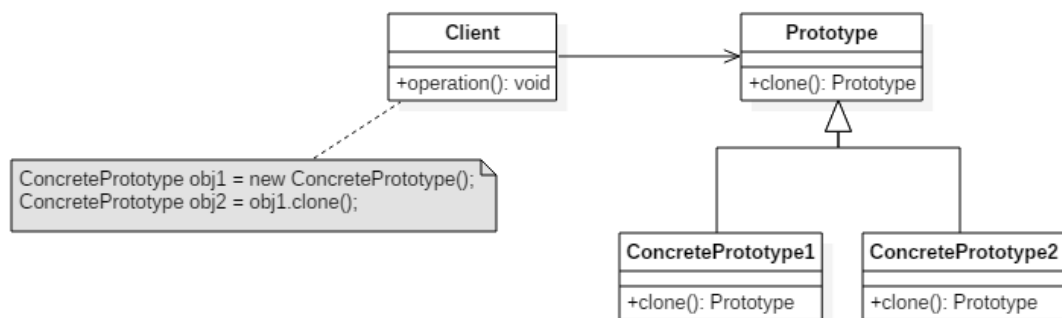 Client
+operation(): void
Prototype
+clone(): Prototype
ConcretePrototype obj1 = new ConcretePrototype();
ConcretePrototype obj2 = obj1.clone();
ConcretePrototype1
+clone(): Prototype
ConcretePrototype2
+clone(): Prototype